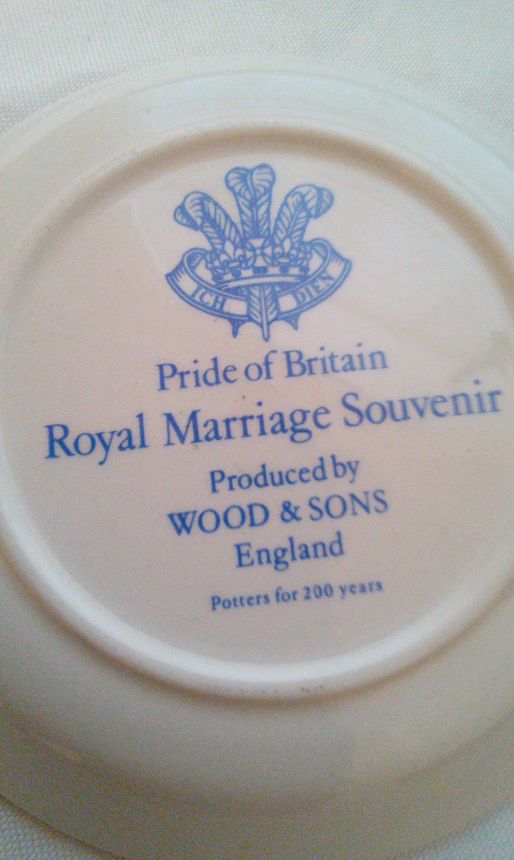 ICH DIEN
Pride of Britain
Royal Marriage Souvenir
Produced by
WOOD & SONS
England
Potters for 200 years